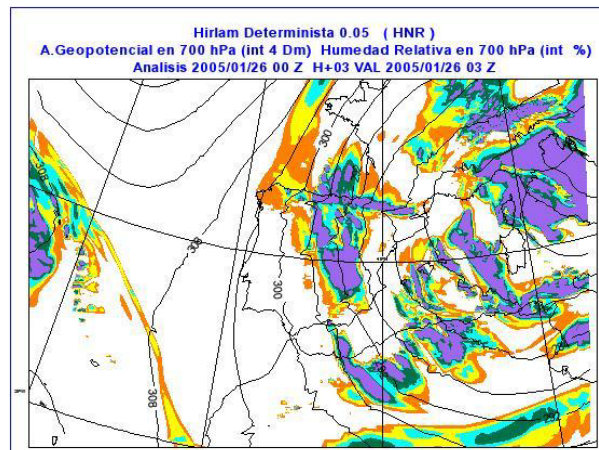 Hirlam Determinista 0.05 ( HNR )
A.Geopotencial en 700 hPa (int 4 Dm) Humedad Relativa en 700 hPa (int %)
Analisis 2005/01/26 00 Z H+03 VAL 2005/01/26 03 Z
308
300
308
300
308